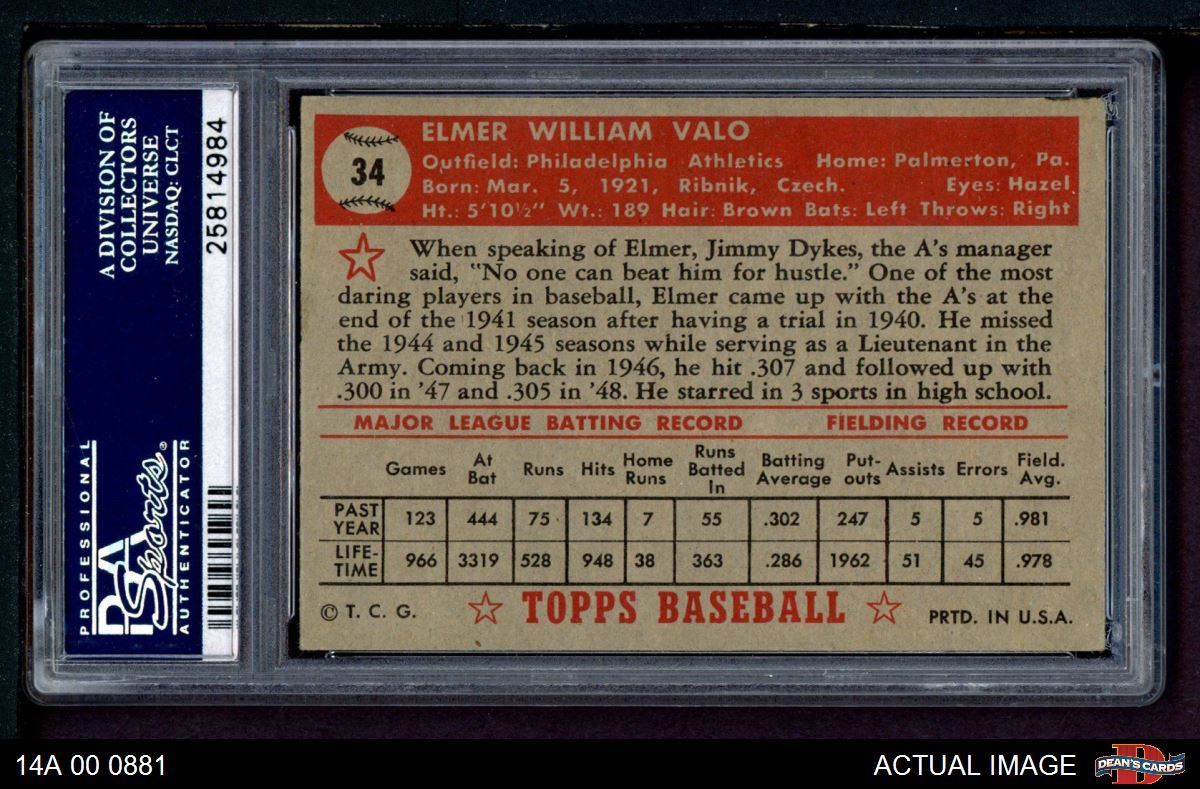 A DIVISION OF
COLLECTORS
UNIVERSE
NASDAQ: CLCT
25814984
PROFESSIONAL
PSA
Sports®
AUTHENTICATOR
34
ELMER WILLIAM VALO
Outfield: Philadelphia Athletics Home: Palmerton, Pa.
Born: Mar. 5, 1921, Ribnik, Czech. Eyes: Hazel
Ht.: 5'10½" Wt.: 189 Hair: Brown Bats: Left Throws: Right
When speaking of Elmer, Jimmy Dykes, the A's manager
said, "No one can beat him for hustle." One of the most
daring players in baseball, Elmer came up with the A's at the
end of the 1941 season after having a trial in 1940. He missed
the 1944 and 1945 seasons while serving as a Lieutenant in the
Army. Coming back in 1946, he hit .307 and followed up with
.300 in '47 and .305 in '48. He starred in 3 sports in high school.
MAJOR LEAGUE BATTING RECORD FIELDING RECORD
Games At Bat Runs Hits Home Runs Runs Batted In Batting Average Put-outs Assists Errors Field. Avg.
PAST YEAR 123 444 75 134 7 55 .302 247 5 5 .981
LIFE-TIME 966 3319 528 948 38 363 .286 1962 51 45 .978
© T. C. G. TOPPS BASEBALL PRTD. IN U.S.A.
14A 00 0881
ACTUAL IMAGE
DEAN'S CARDS